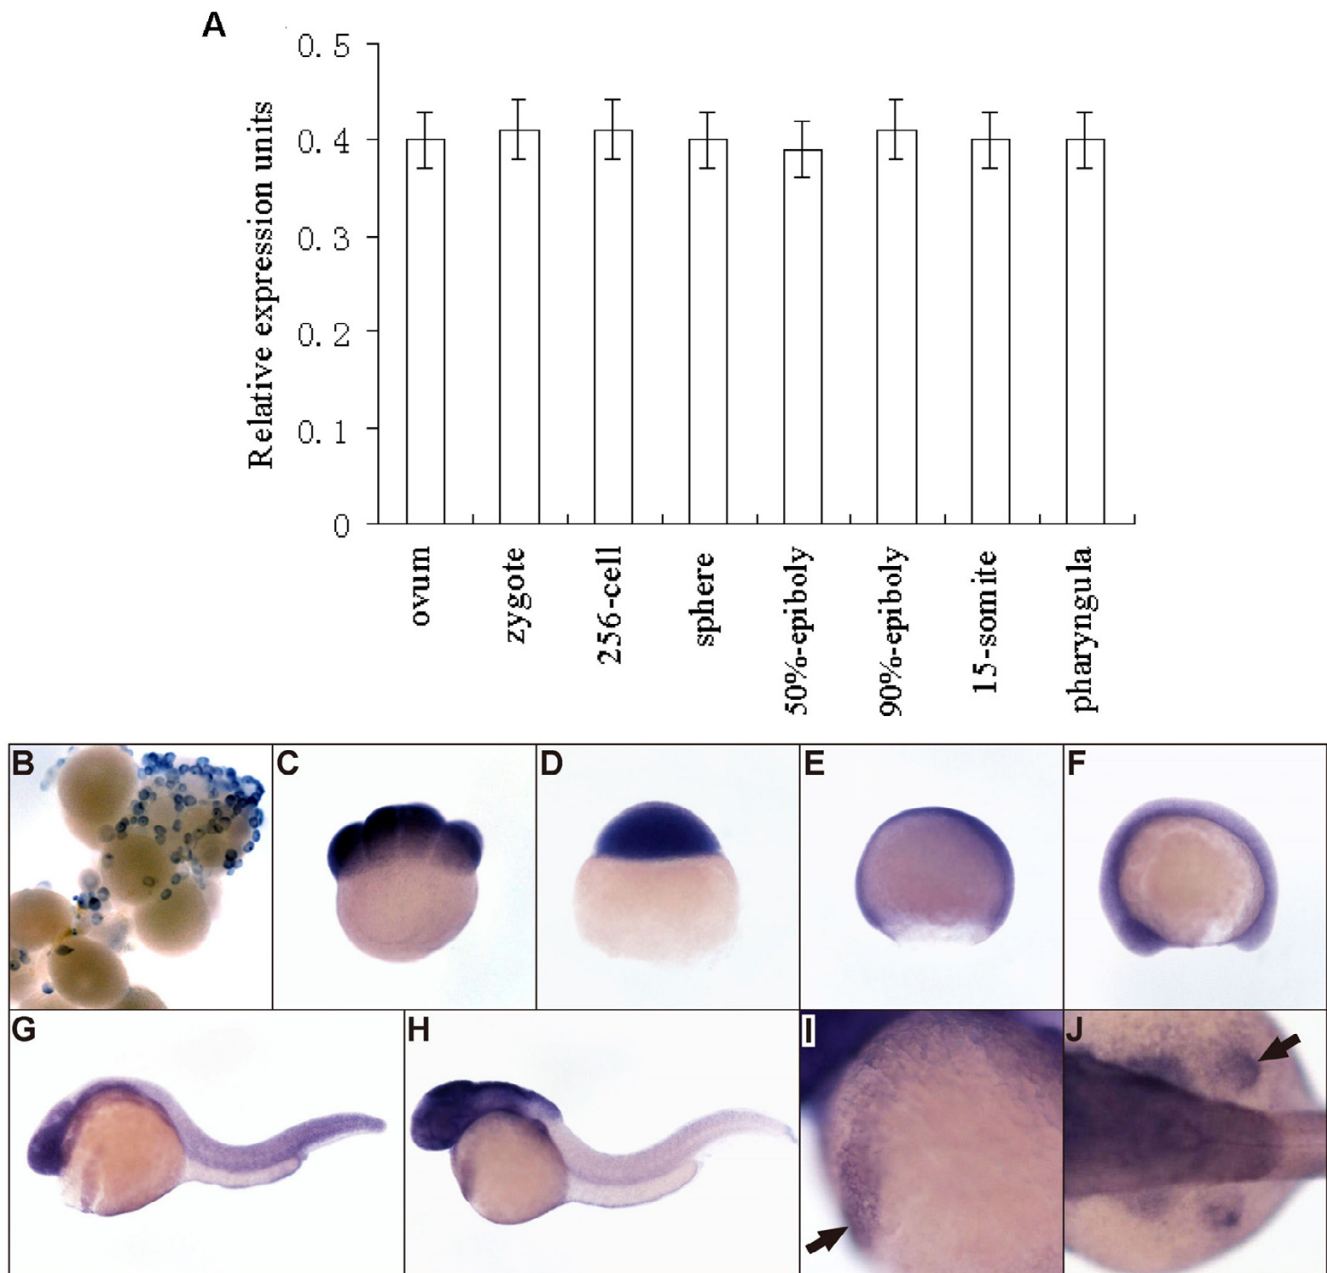 A
Relative expression units
0.5
0.4
0.3
0.2
0.1
0
ovum
zygote
256-cell
sphere
50%-epiboly
90%-epiboly
15-somite
pharyngula
B
C
D
E
F
G
H
I
J